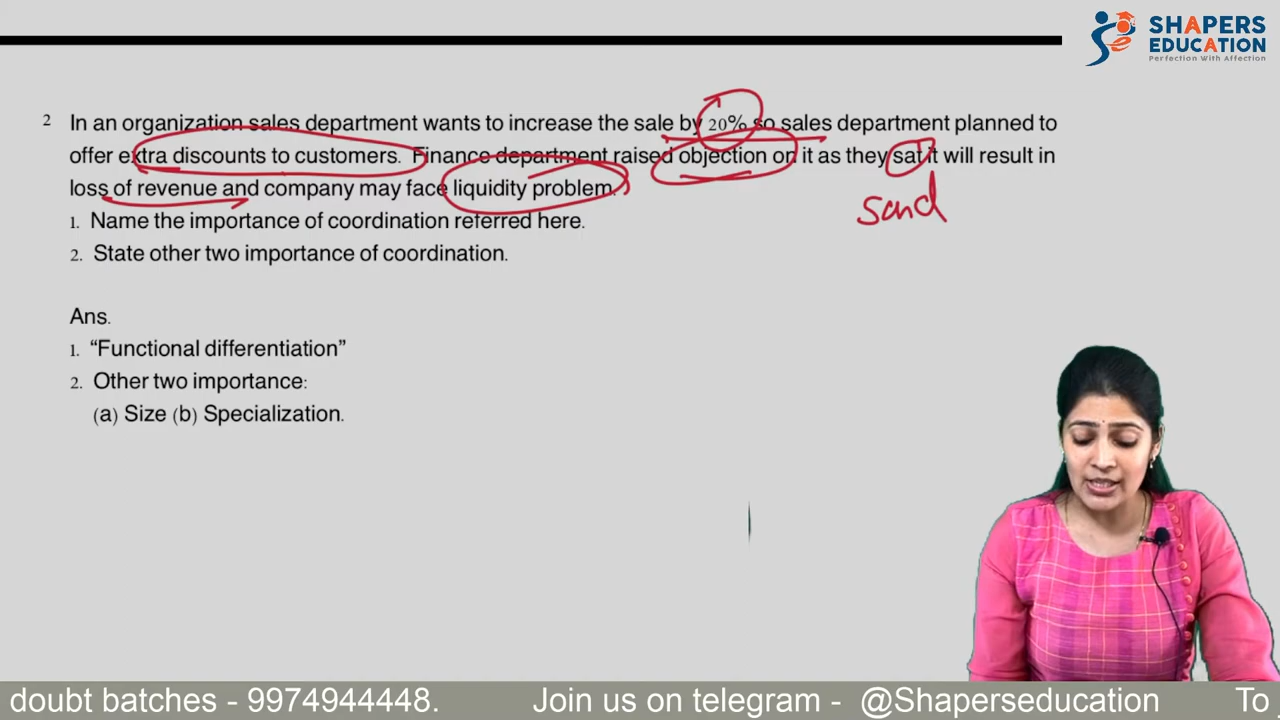 SHAPERS
EDUCATION
Perfection With Affection
2 In an organization sales department wants to increase the sale by 20% so sales department planned to
offer extra discounts to customers. Finance department raised objection on it as they sat it will result in
loss of revenue and company may face liquidity problem.
said
1. Name the importance of coordination referred here.
2. State other two importance of coordination.
Ans.
1. “Functional differentiation”
2. Other two importance:
(a) Size (b) Specialization.
doubt batches - 9974944448. Join us on telegram - @Shaperseducation To